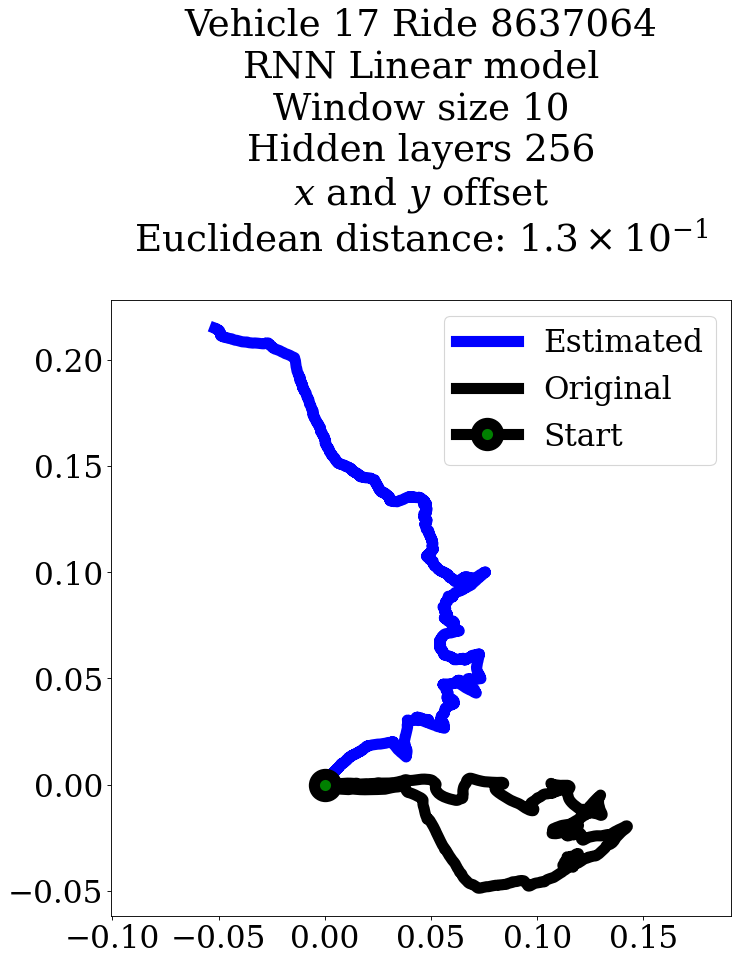 Vehicle 17 Ride 8637064
RNN Linear model
Window size 10
Hidden layers 256
x and y offset
Euclidean distance: 1.3 × 10⁻¹
Estimated
Original
Start
0.20
0.15
0.10
0.05
0.00
−0.05
−0.10 −0.05 0.00 0.05 0.10 0.15